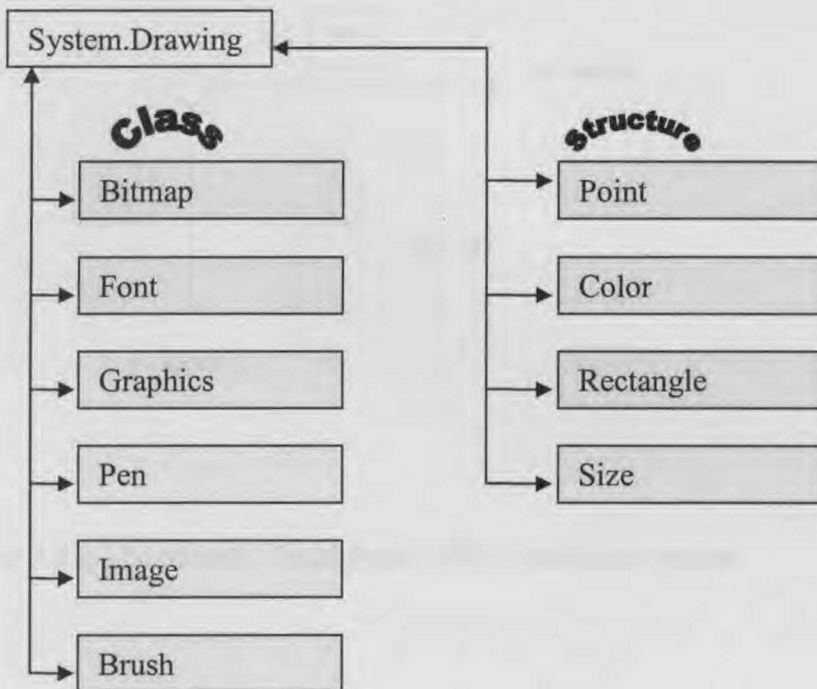 System.Drawing
Class
Bitmap
Font
Graphics
Pen
Image
Brush
Structure
Point
Color
Rectangle
Size